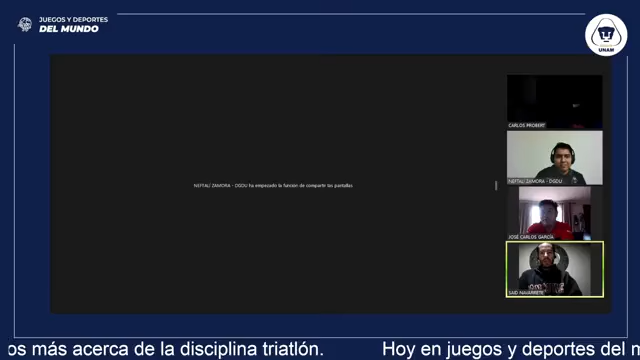 JUEGOS Y DEPORTES
DEL MUNDO
UNAM
CARLOS PROBERT
NEFTALÍ ZAMORA - DGDU ha empezado la función de compartir las pantallas
NEFTALÍ ZAMORA - DGDU
JOSÉ CARLOS GARCÍA
SAID NAVARRETE
os más acerca de la disciplina triatlón. Hoy en juegos y deportes del m